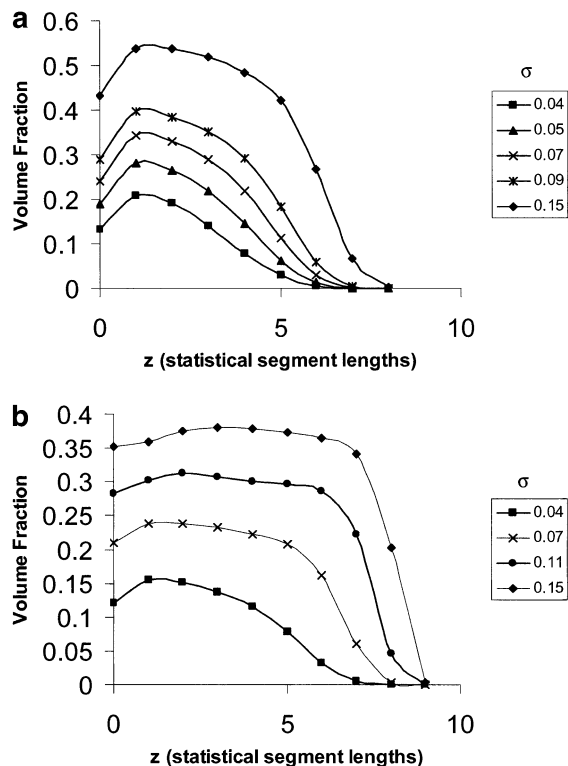 a
0.6
0.5
0.4
0.3
0.2
0.1
0
Volume Fraction
0 5 10
z (statistical segment lengths)
σ
0.04
0.05
0.07
0.09
0.15
b
0.4
0.35
0.3
0.25
0.2
0.15
0.1
0.05
0
Volume Fraction
0 5 10
z (statistical segment lengths)
σ
0.04
0.07
0.11
0.15